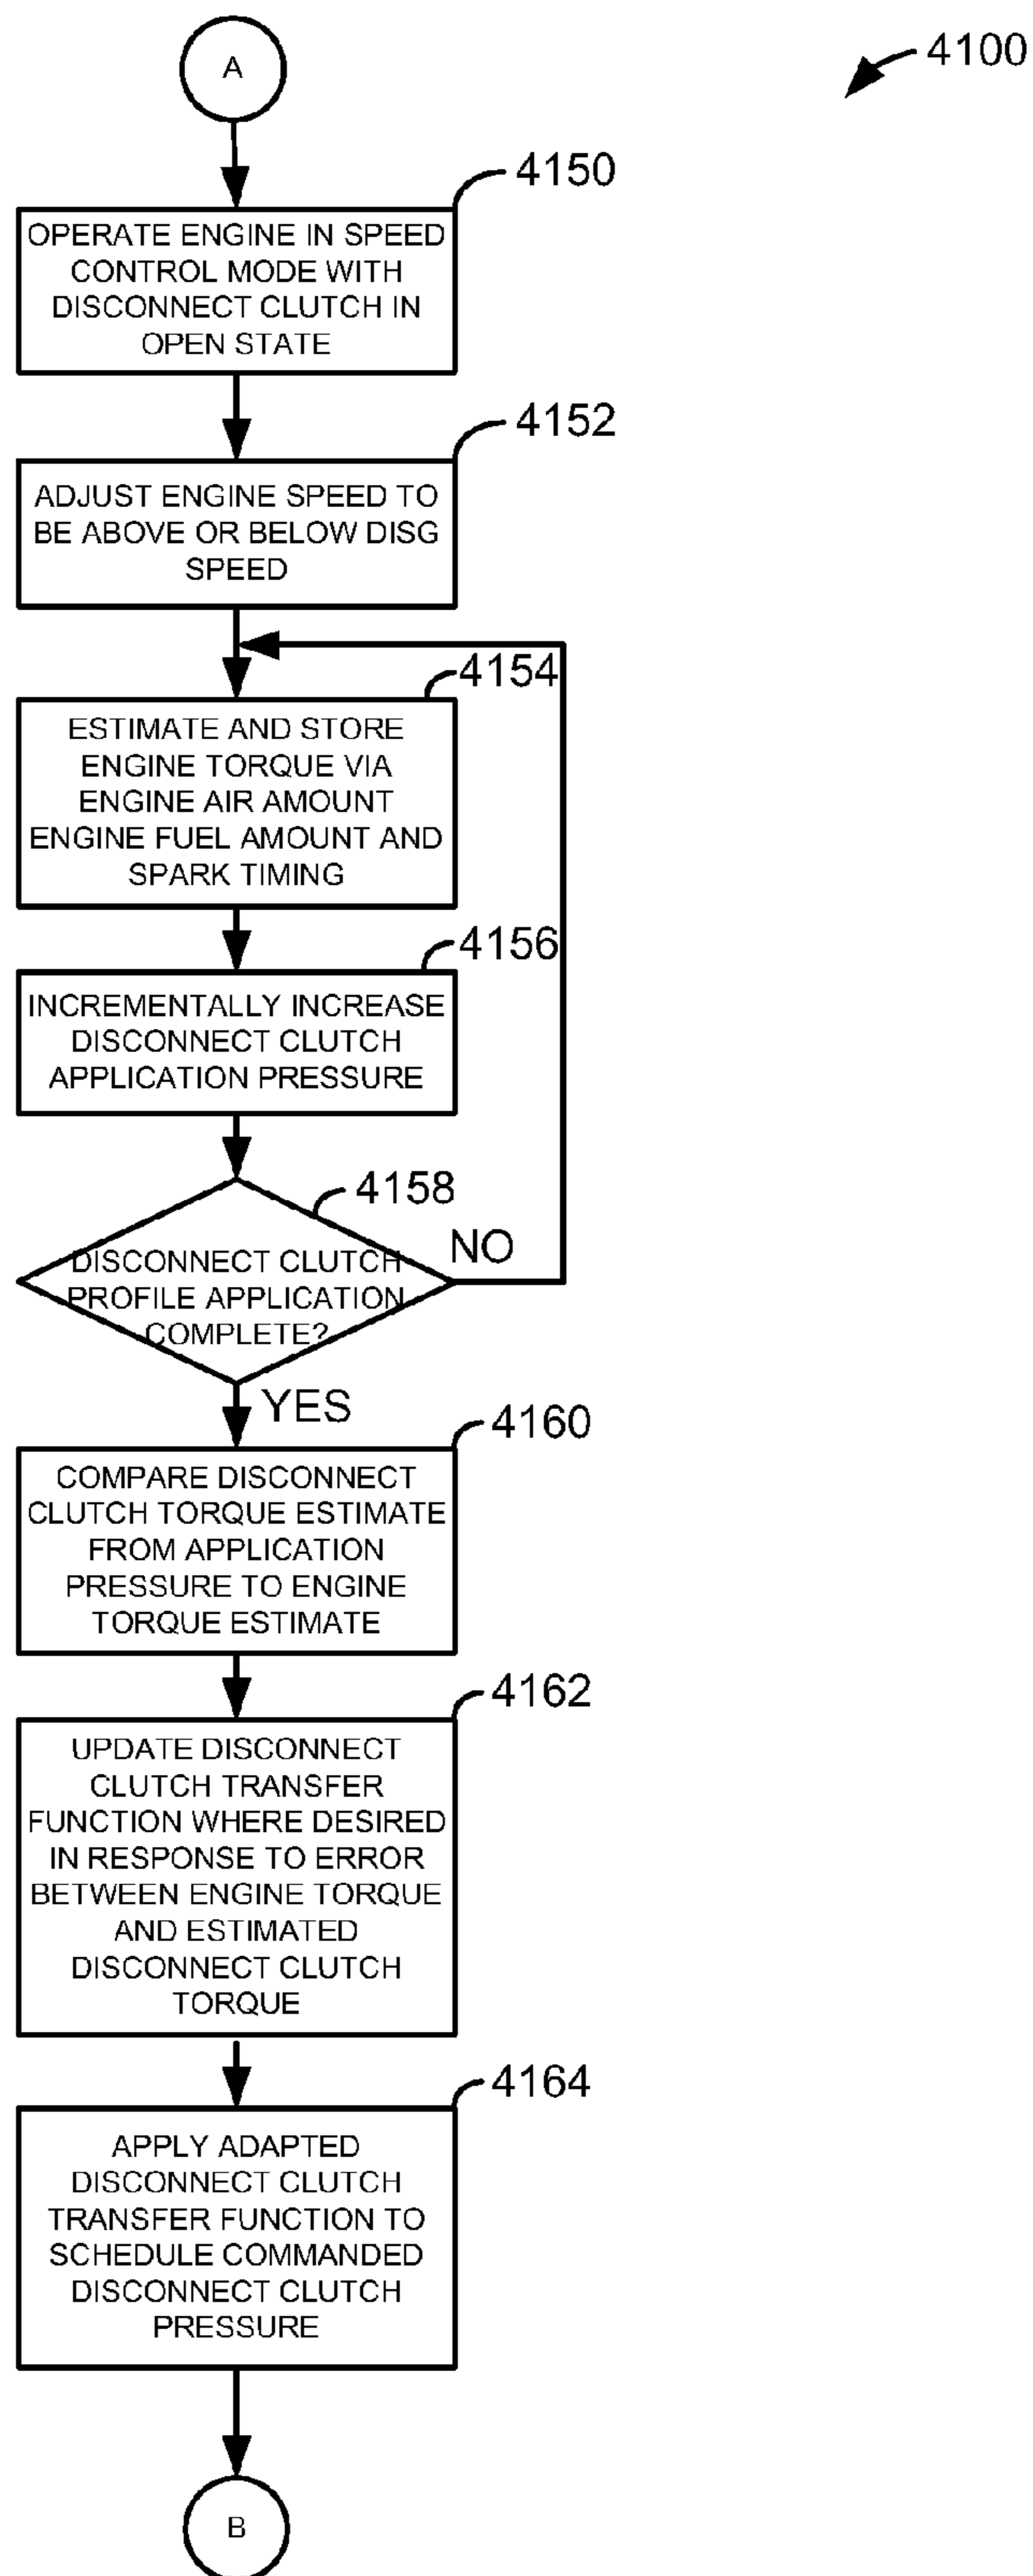 A
4100
4150
OPERATE ENGINE IN SPEED
CONTROL MODE WITH
DISCONNECT CLUTCH IN
OPEN STATE
4152
ADJUST ENGINE SPEED TO
BE ABOVE OR BELOW DISG
SPEED
4154
ESTIMATE AND STORE
ENGINE TORQUE VIA
ENGINE AIR AMOUNT
ENGINE FUEL AMOUNT AND
SPARK TIMING
4156
INCREMENTALLY INCREASE
DISCONNECT CLUTCH
APPLICATION PRESSURE
4158
DISCONNECT CLUTCH
PROFILE APPLICATION
COMPLETE?
NO
YES
4160
COMPARE DISCONNECT
CLUTCH TORQUE ESTIMATE
FROM APPLICATION
PRESSURE TO ENGINE
TORQUE ESTIMATE
4162
UPDATE DISCONNECT
CLUTCH TRANSFER
FUNCTION WHERE DESIRED
IN RESPONSE TO ERROR
BETWEEN ENGINE TORQUE
AND ESTIMATED
DISCONNECT CLUTCH
TORQUE
4164
APPLY ADAPTED
DISCONNECT CLUTCH
TRANSFER FUNCTION TO
SCHEDULE COMMANDED
DISCONNECT CLUTCH
PRESSURE
B